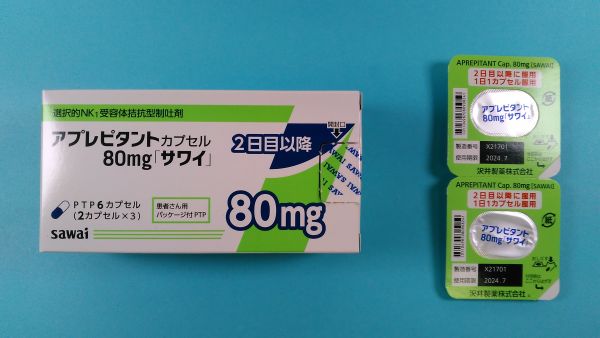 選択的NK₁受容体拮抗型制吐剤
アプレピタントカプセル
80mg「サワイ」
2日目以降
開封口
PTP6カプセル
(2カプセル×3)
患者さん用
パッケージ付PTP
80mg
sawai
APREPITANT Cap. 80mg [SAWAI]
2日目以降に服用
1日1カプセル服用
アプレピタント
80mg「サワイ」
製造番号 X21701
使用期限 2024.7
沢井製薬株式会社
APREPITANT Cap. 80mg [SAWAI]
2日目以降に服用
1日1カプセル服用
アプレピタント
80mg「サワイ」
製造番号 X21701
使用期限 2024.7
沢井製薬株式会社